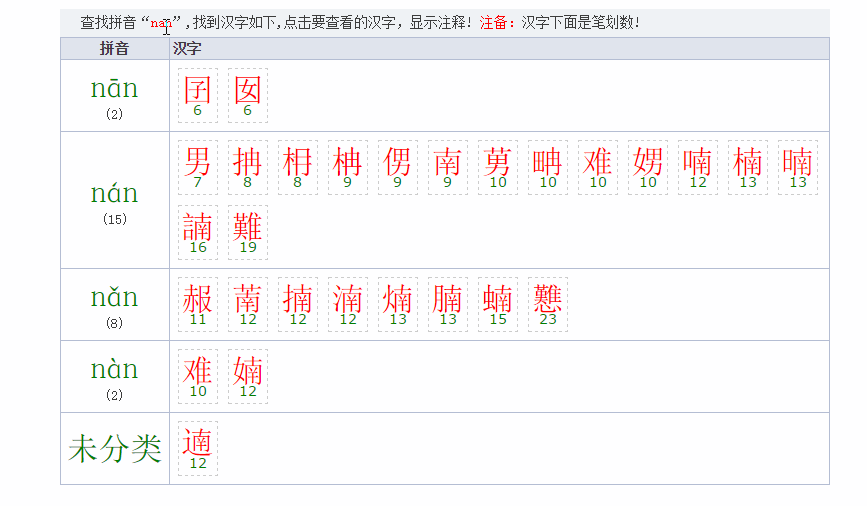 查找拼音“nan”,找到汉字如下,点击要查看的汉字，显示注释！注备：汉字下面是笔划数！
拼音 汉字
nān
(2)
囝 囡
6 6
nán
(15)
男 抩 枏 柟 侽 南 莮 畘 难 娚 喃 楠 暔
7 8 8 9 9 9 10 10 10 10 12 13 13
諵 難
16 19
nǎn
(8)
赧 萳 揇 湳 煵 腩 蝻 戁
11 12 12 12 13 13 15 23
nàn
(2)
难 婻
10 12
未分类
遖
12